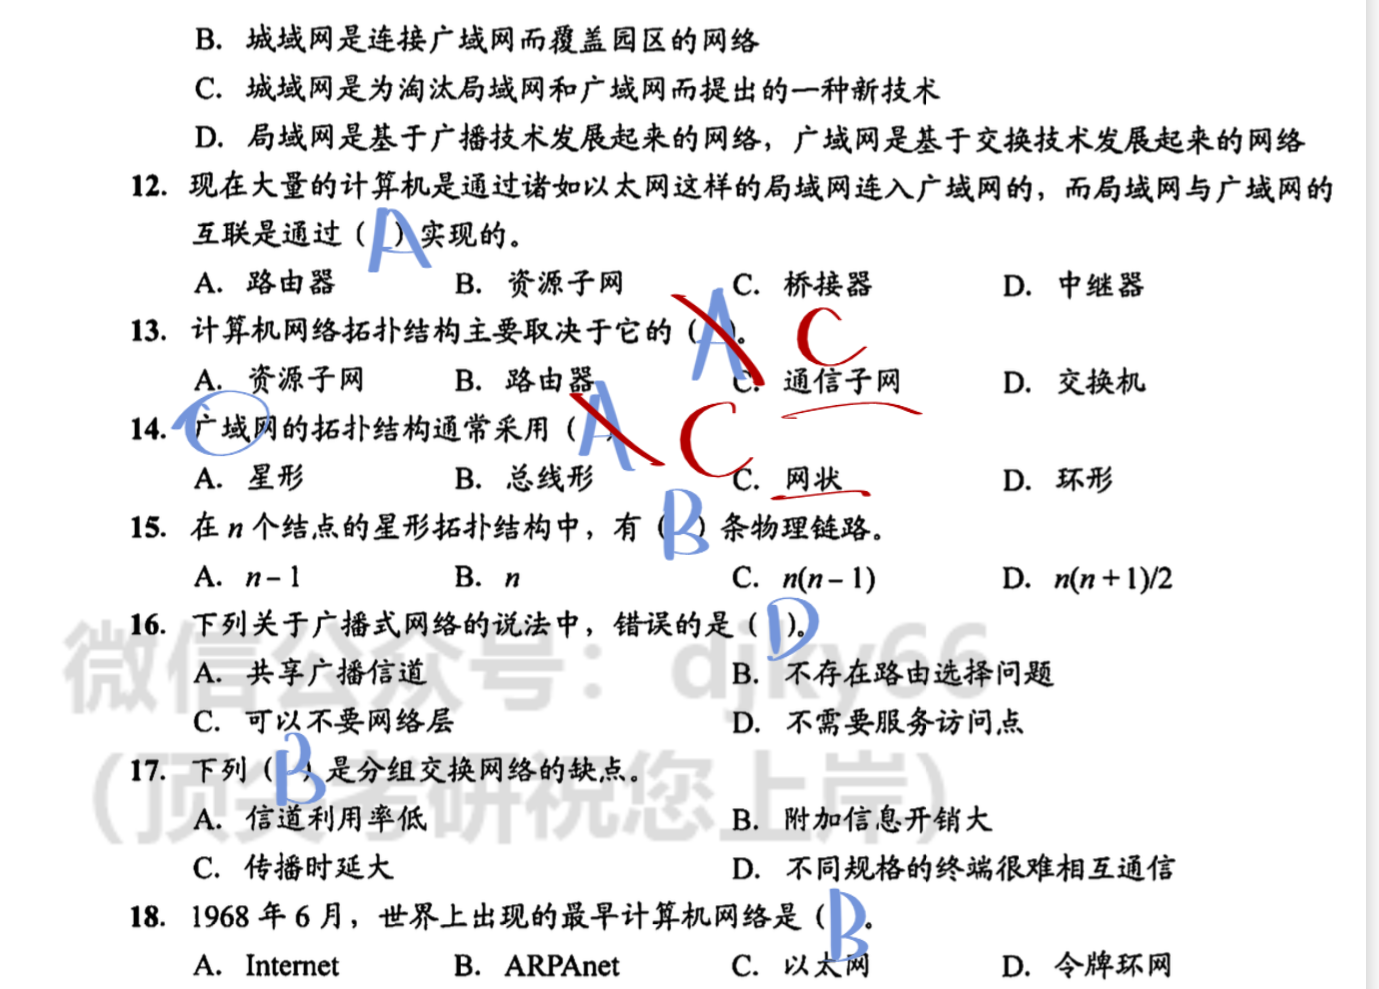 B. 城域网是连接广域网而覆盖园区的网络
C. 城域网是为淘汰局域网和广域网而提出的一种新技术
D. 局域网是基于广播技术发展起来的网络，广域网是基于交换技术发展起来的网络
12. 现在大量的计算机是通过诸如以太网这样的局域网连入广域网的，而局域网与广域网的
互联是通过（A）实现的。
A. 路由器 B. 资源子网 C. 桥接器 D. 中继器
13. 计算机网络拓扑结构主要取决于它的（A）。 C
A. 资源子网 B. 路由器 C. 通信子网 D. 交换机
14. 广域网的拓扑结构通常采用（A C
A. 星形 B. 总线形 C. 网状 D. 环形
15. 在 n 个结点的星形拓扑结构中，有（B）条物理链路。
A. n－1 B. n C. n(n－1) D. n(n＋1)/2
16. 下列关于广播式网络的说法中，错误的是（D）。
A. 共享广播信道 B. 不存在路由选择问题
C. 可以不要网络层 D. 不需要服务访问点
17. 下列（B）是分组交换网络的缺点。
A. 信道利用率低 B. 附加信息开销大
C. 传播时延大 D. 不同规格的终端很难相互通信
18. 1968 年 6 月，世界上出现的最早计算机网络是（B。
A. Internet B. ARPAnet C. 以太网 D. 令牌环网
微信公众号：djky66
（顶尖考研祝您上岸）